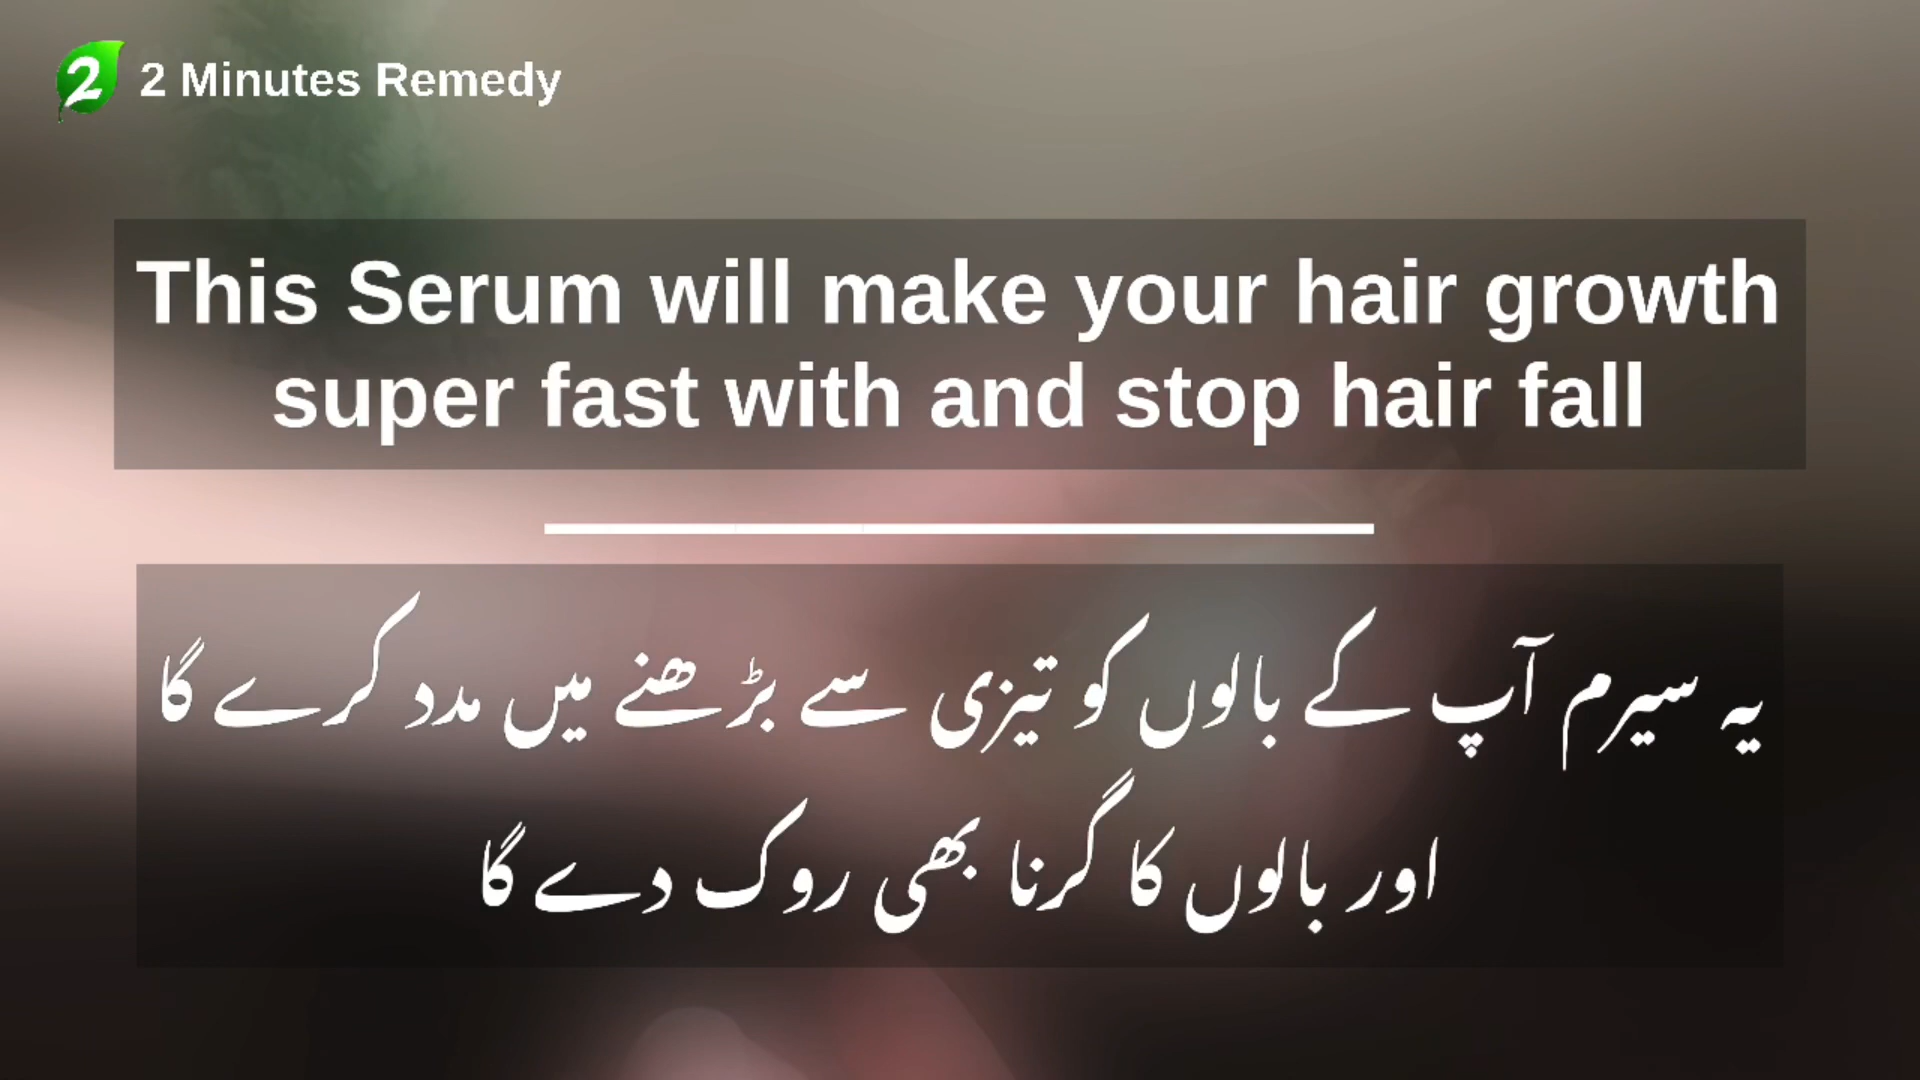 2 Minutes Remedy
This Serum will make your hair growth
super fast with and stop hair fall
یہ سیرم آپ کے بالوں کو تیزی سے بڑھنے میں مدد کرے گا
اور بالوں کا گرنا بھی روک دے گا